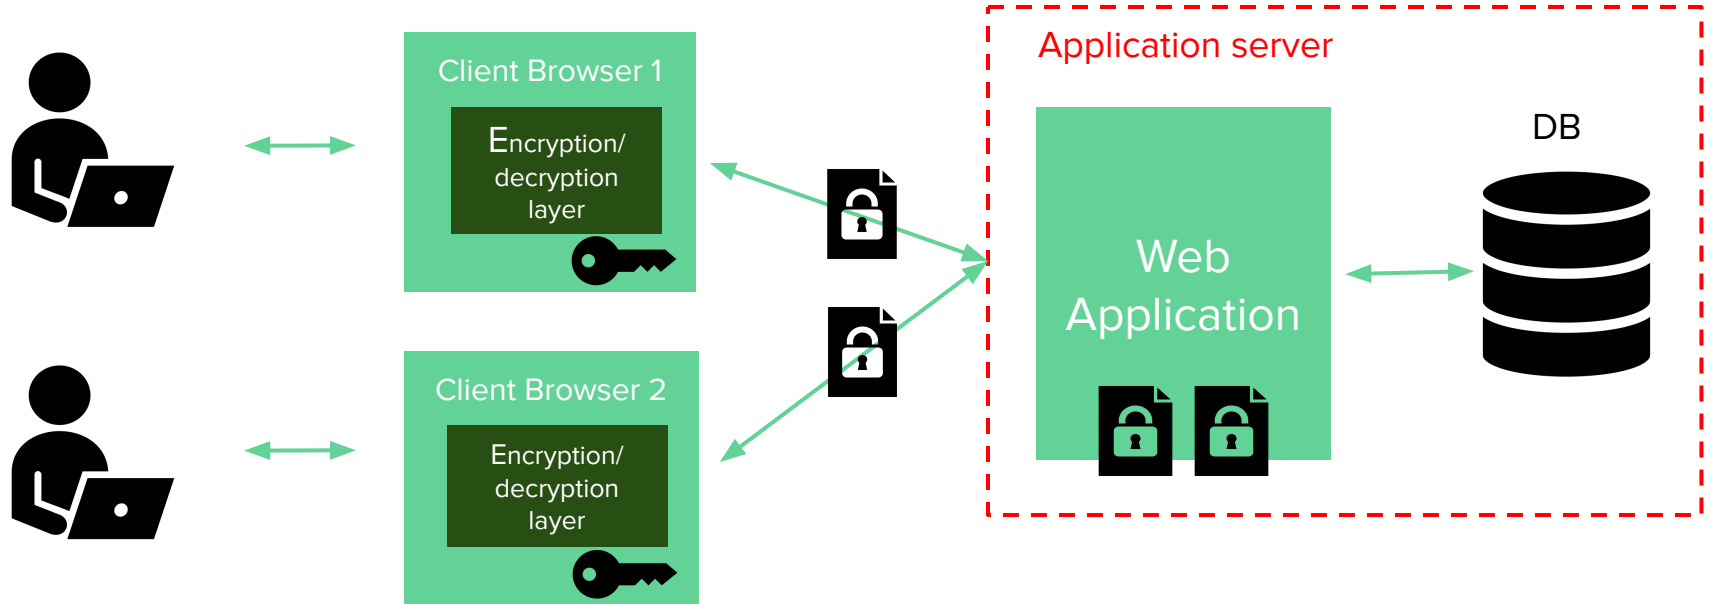 Client Browser 1
Encryption/
decryption
layer
Client Browser 2
Encryption/
decryption
layer
Application server
Web
Application
DB